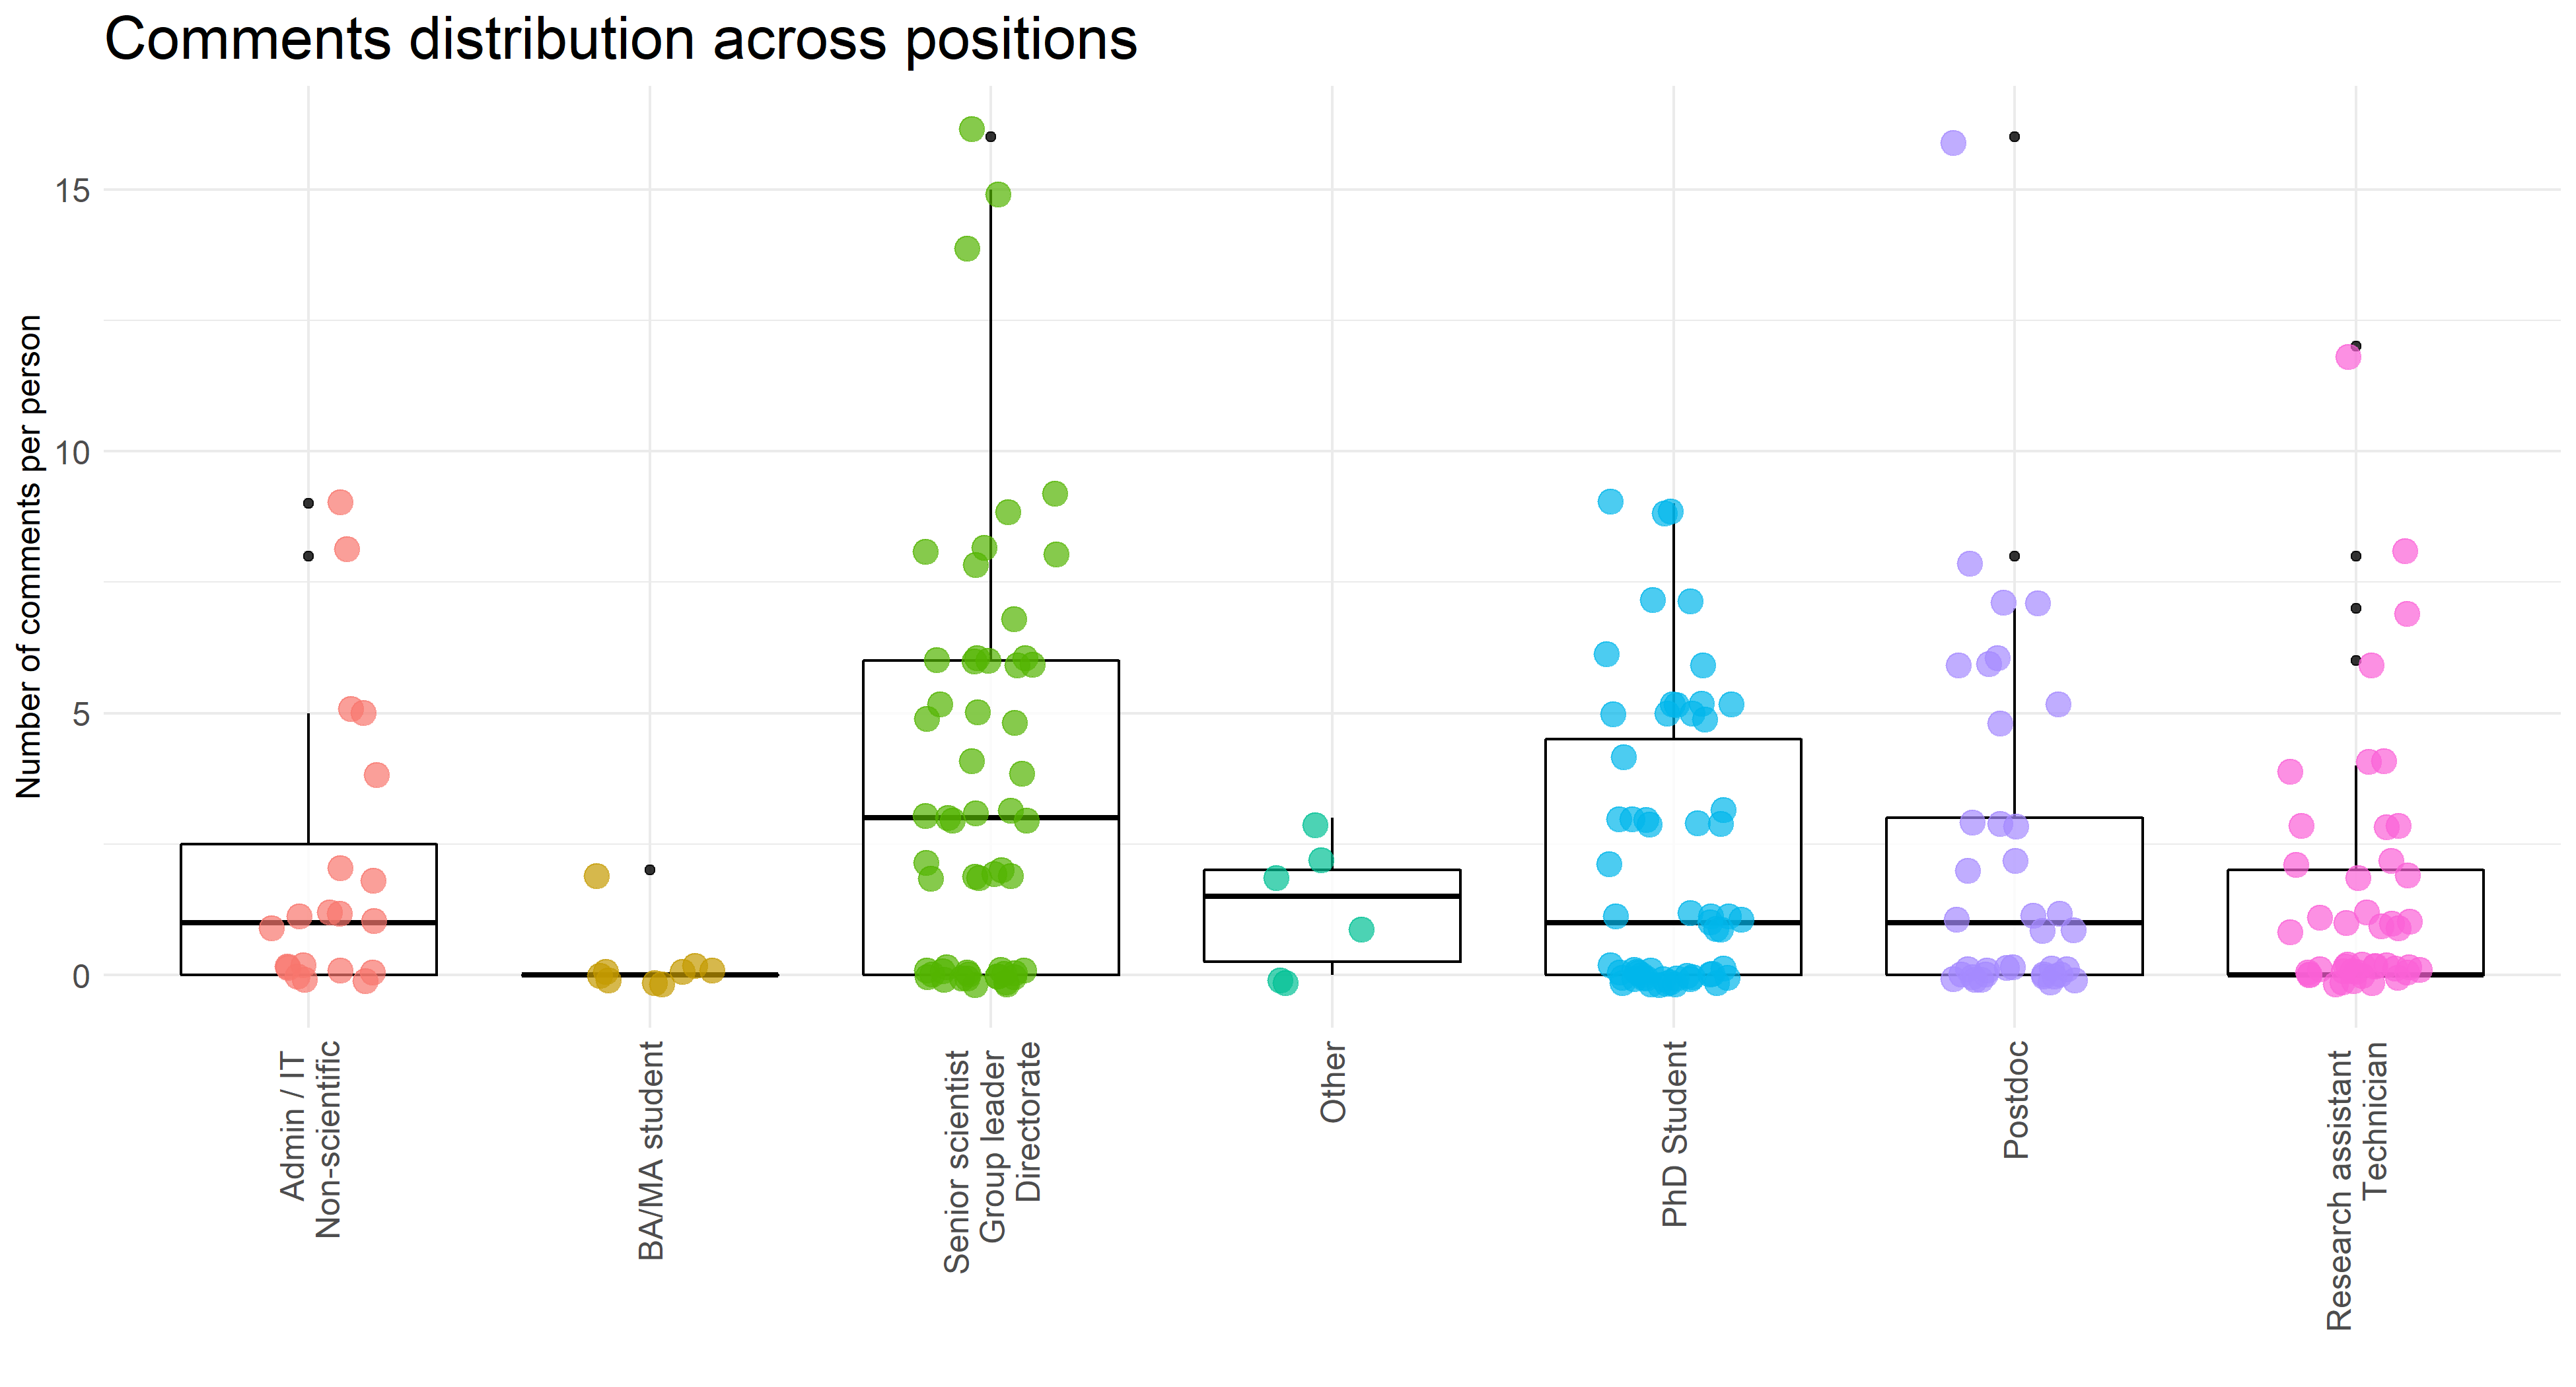 Comments distribution across positions
Number of comments per person
15
10
5
0
Admin / IT
Non-scientific
BA/MA student
Senior scientist
Group leader
Directorate
Other
PhD Student
Postdoc
Research assistant
Technician